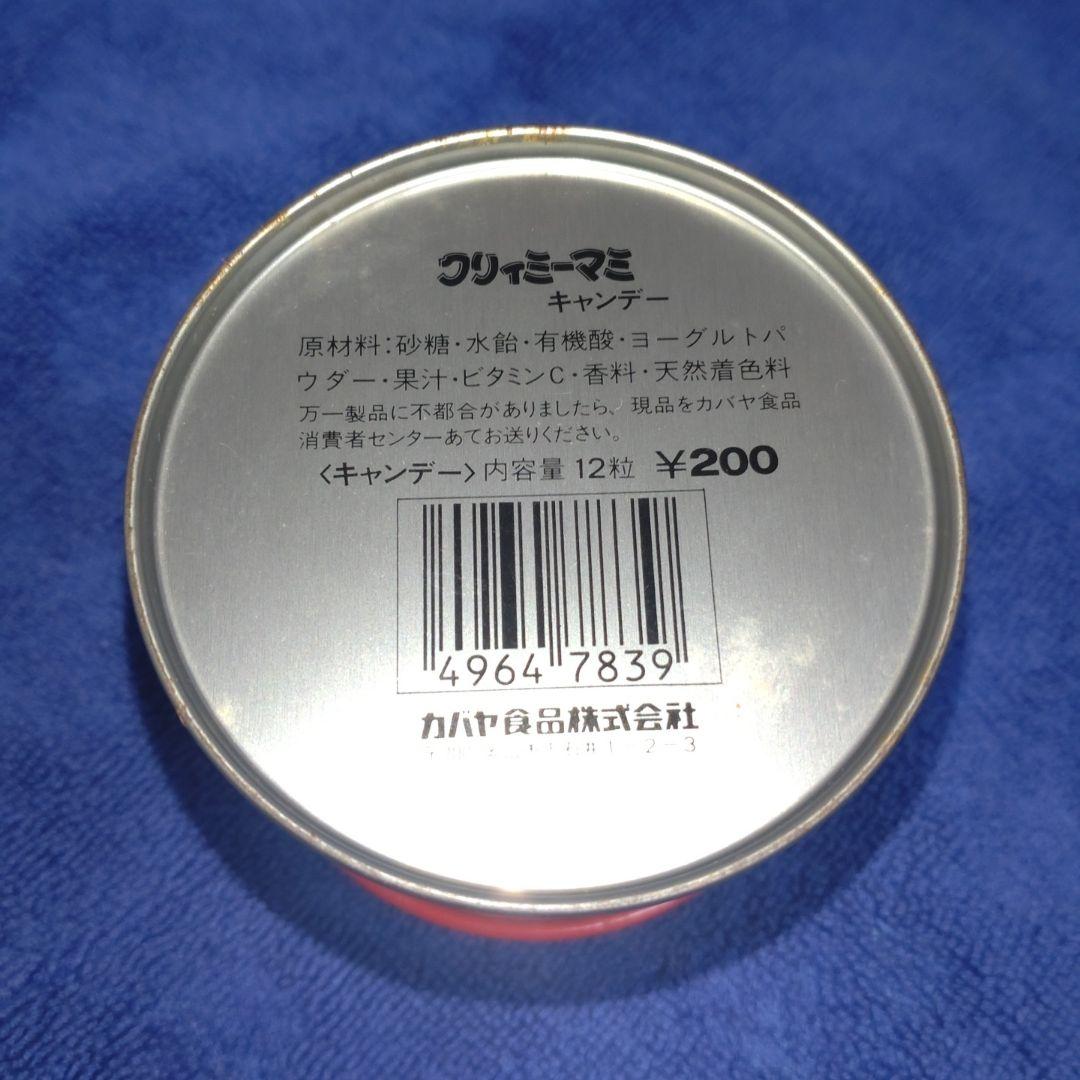 クリィミーマミ
キャンデー
原材料:砂糖・水飴・有機酸・ヨーグルトパ
ウダー・果汁・ビタミンC・香料・天然着色料
万一製品に不都合がありましたら、現品をカバヤ食品
消費者センターあてお送りください。
〈キャンデー〉内容量 12粒 ¥200
4964 7839
カバヤ食品株式会社
1-2-3